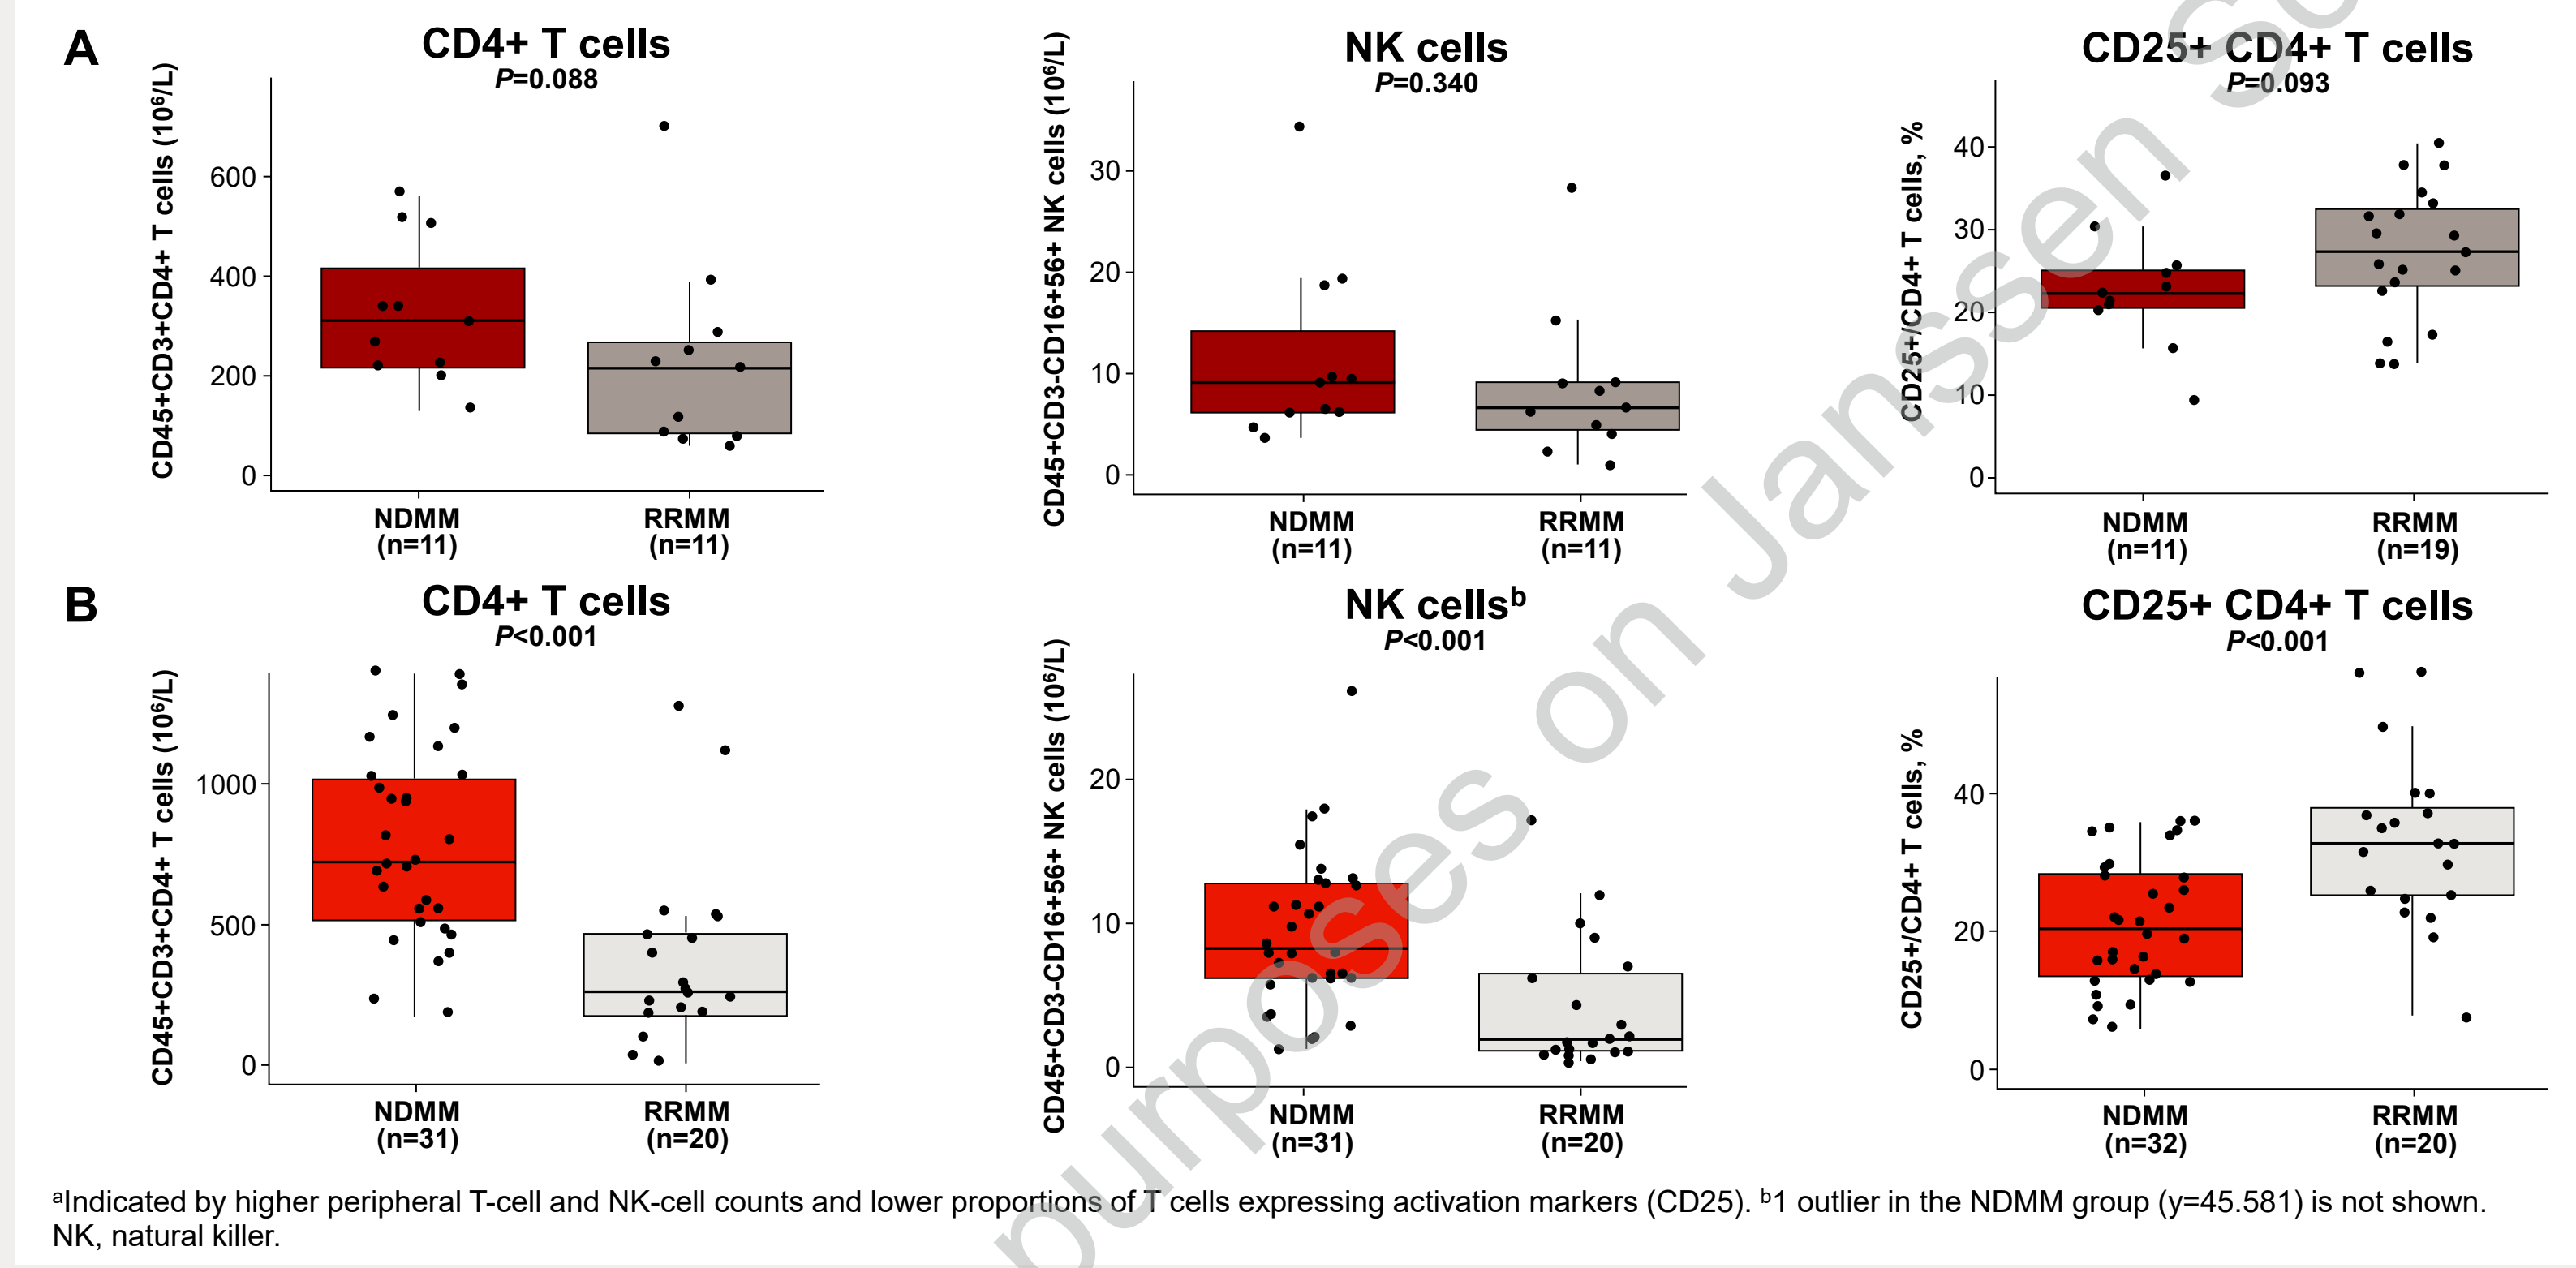 A
CD4+ T cells
P=0.088
CD45+CD3+CD4+ T cells (10⁶/L)
600
400
200
0
NDMM
(n=11)
RRMM
(n=11)
NK cells
P=0.340
CD45+CD3-CD16+56+ NK cells (10⁶/L)
30
20
10
0
NDMM
(n=11)
RRMM
(n=11)
CD25+ CD4+ T cells
P=0.093
CD25+/CD4+ T cells, %
40
30
20
10
0
NDMM
(n=11)
RRMM
(n=19)
B
CD4+ T cells
P<0.001
CD45+CD3+CD4+ T cells (10⁶/L)
1000
500
0
NDMM
(n=31)
RRMM
(n=20)
NK cellsᵇ
P<0.001
CD45+CD3-CD16+56+ NK cells (10⁶/L)
20
10
0
NDMM
(n=31)
RRMM
(n=20)
CD25+ CD4+ T cells
P<0.001
CD25+/CD4+ T cells, %
40
20
0
NDMM
(n=32)
RRMM
(n=20)
ᵃIndicated by higher peripheral T-cell and NK-cell counts and lower proportions of T cells expressing activation markers (CD25). ᵇ1 outlier in the NDMM group (y=45.581) is not shown.
NK, natural killer.
purposes on Janssen